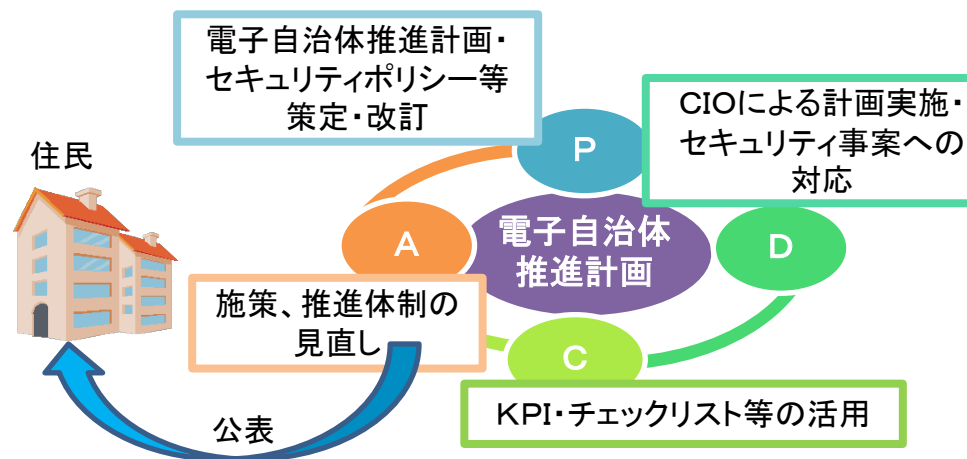 電子自治体推進計画・
セキュリティポリシー等
策定・改訂
CIOによる計画実施・
セキュリティ事案への
対応
住民
P
A
電子自治体
推進計画
D
施策、推進体制の
見直し
C
KPI・チェックリスト等の活用
公表